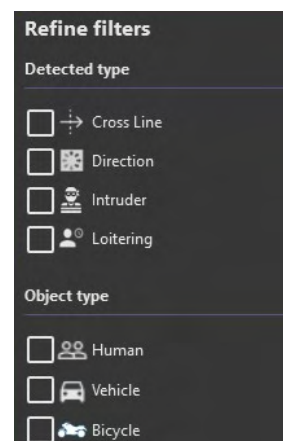 Refine filters
Detected type
Cross Line
Direction
Intruder
Loitering
Object type
Human
Vehicle
Bicycle